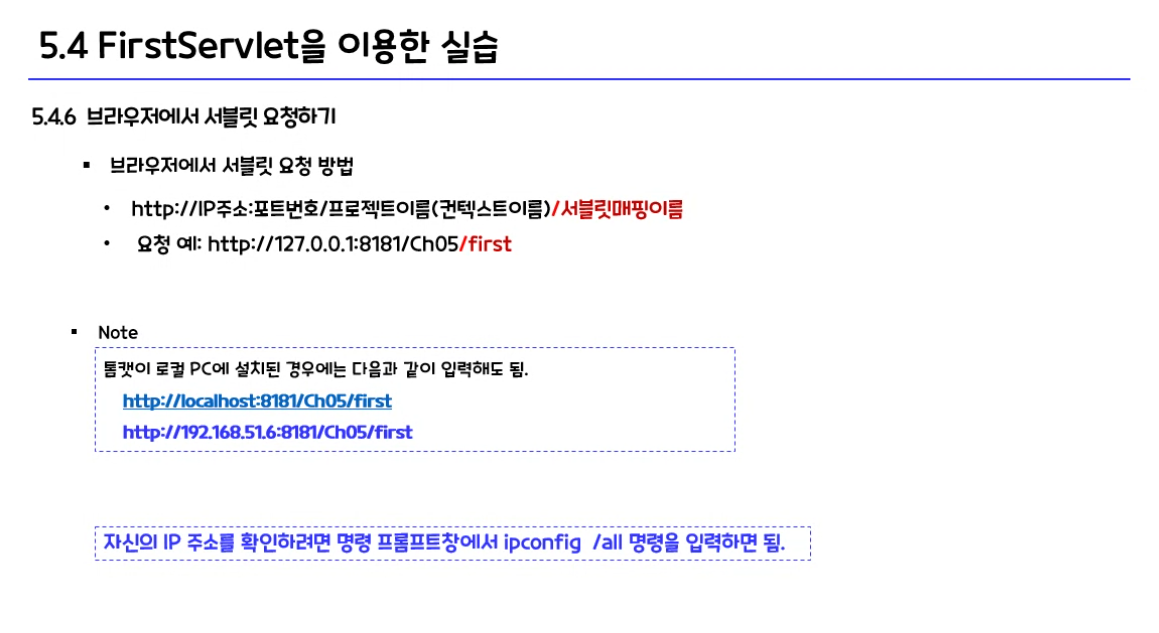 5.4 FirstServlet을 이용한 실습
5.4.6 브라우저에서 서블릿 요청하기
▪ 브라우저에서 서블릿 요청 방법
• http://IP주소:포트번호/프로젝트이름(컨텍스트이름)/서블릿매핑이름
• 요청 예: http://127.0.0.1:8181/Ch05/first
▪ Note
톰캣이 로컬 PC에 설치된 경우에는 다음과 같이 입력해도 됨.
http://localhost:8181/Ch05/first
http://192.168.51.6:8181/Ch05/first
자신의 IP 주소를 확인하려면 명령 프롬프트창에서 ipconfig /all 명령을 입력하면 됨.